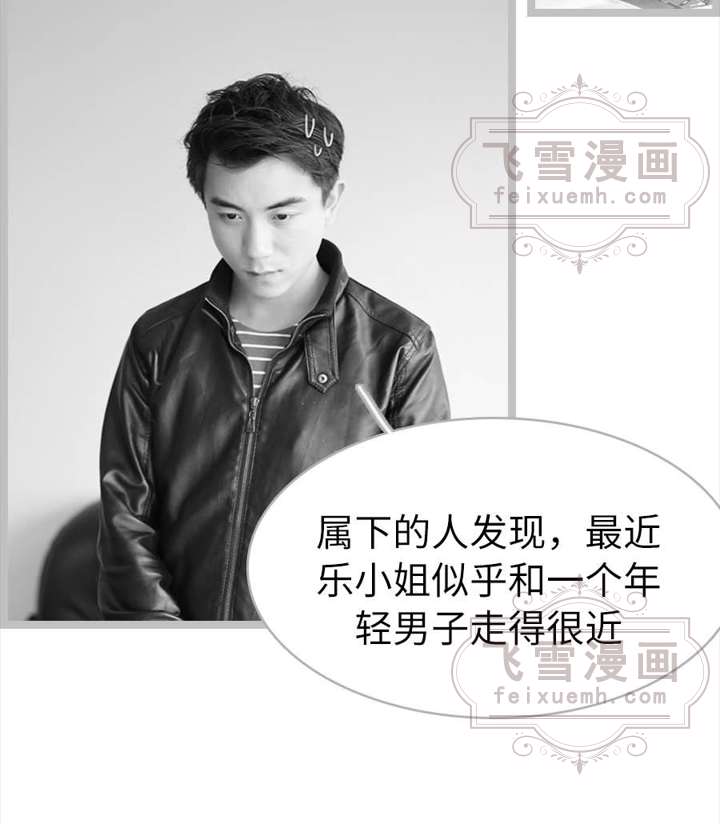 飞雪漫画
feixuemh.com
属下的人发现，最近
乐小姐似乎和一个年
轻男子走得很近
飞雪漫画
feixuemh.com